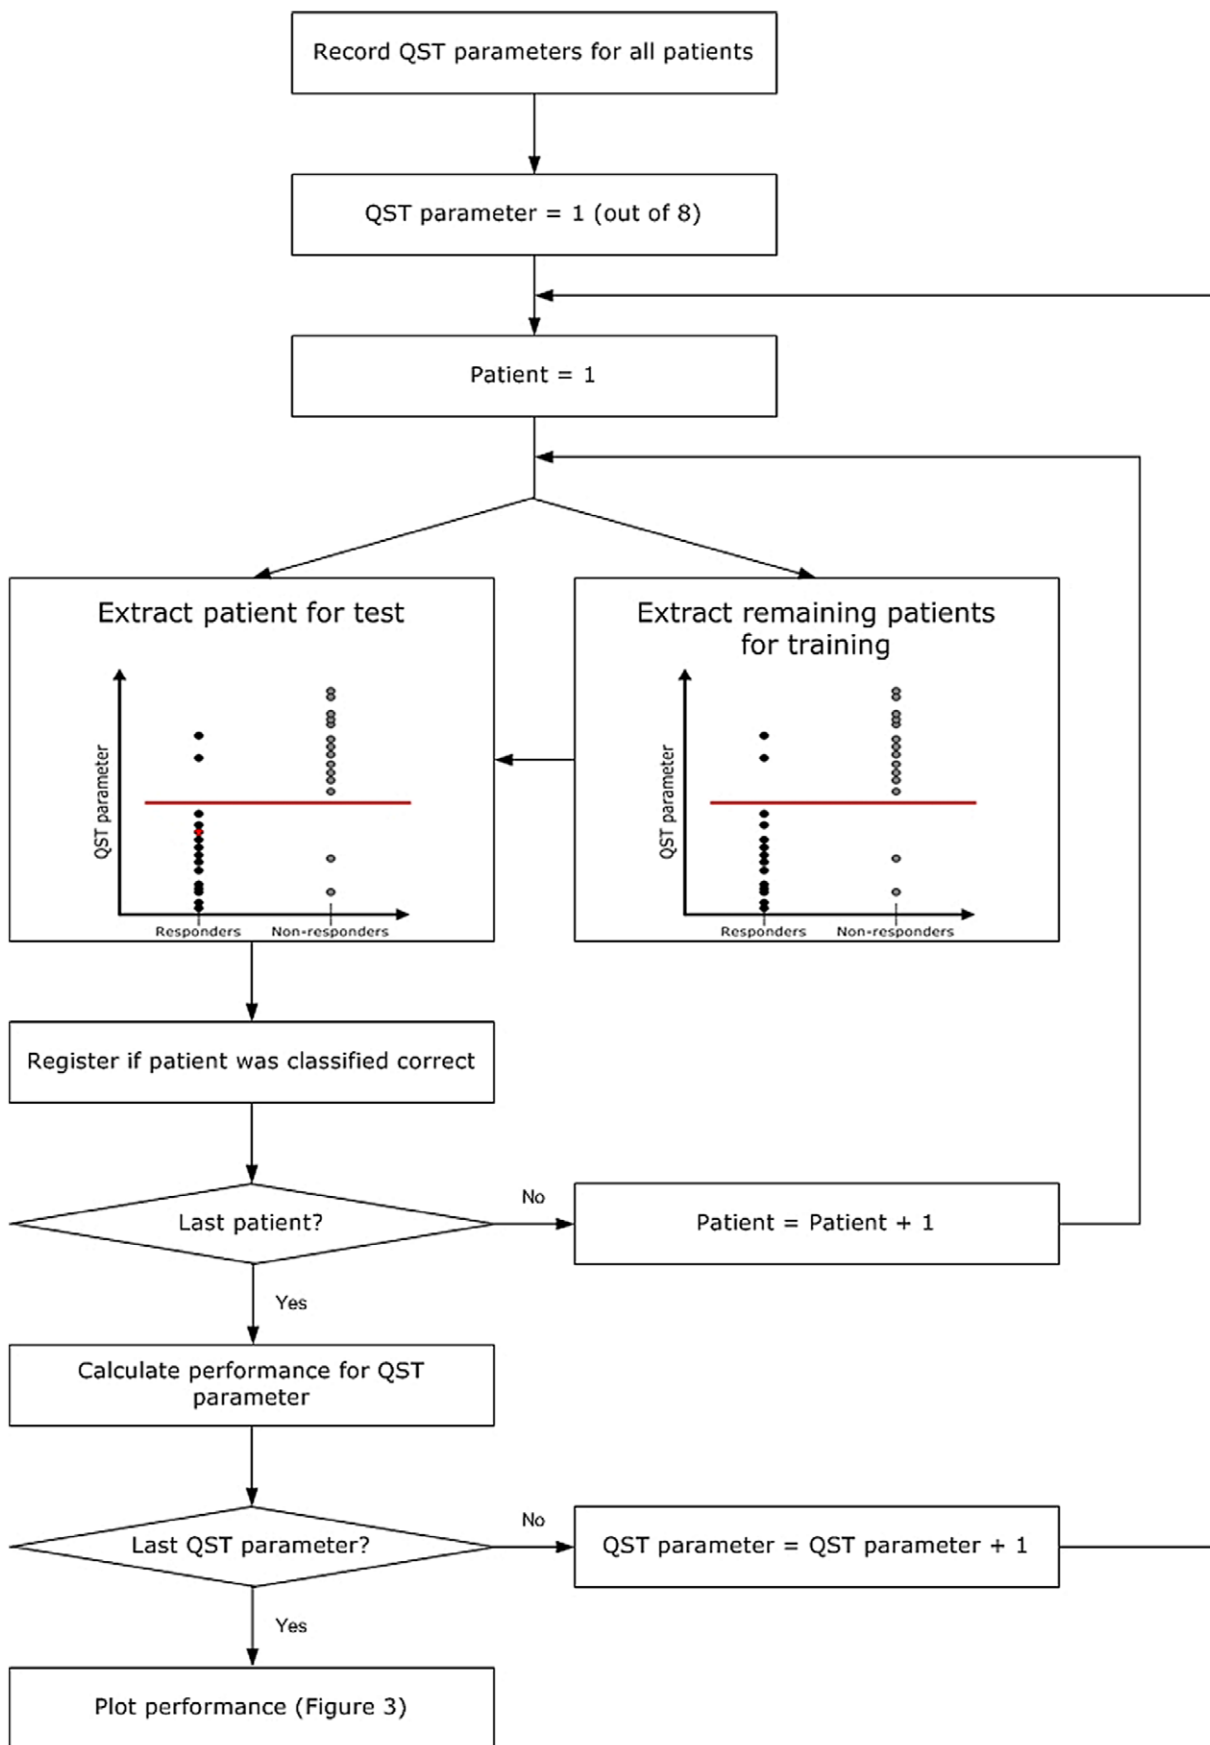 Record QST parameters for all patients
QST parameter = 1 (out of 8)
Patient = 1
Extract patient for test
QST parameter
Responders
Non-responders
Extract remaining patients
for training
QST parameter
Responders
Non-responders
Register if patient was classified correct
Last patient?
No
Patient = Patient + 1
Yes
Calculate performance for QST
parameter
Last QST parameter?
No
QST parameter = QST parameter + 1
Yes
Plot performance (Figure 3)